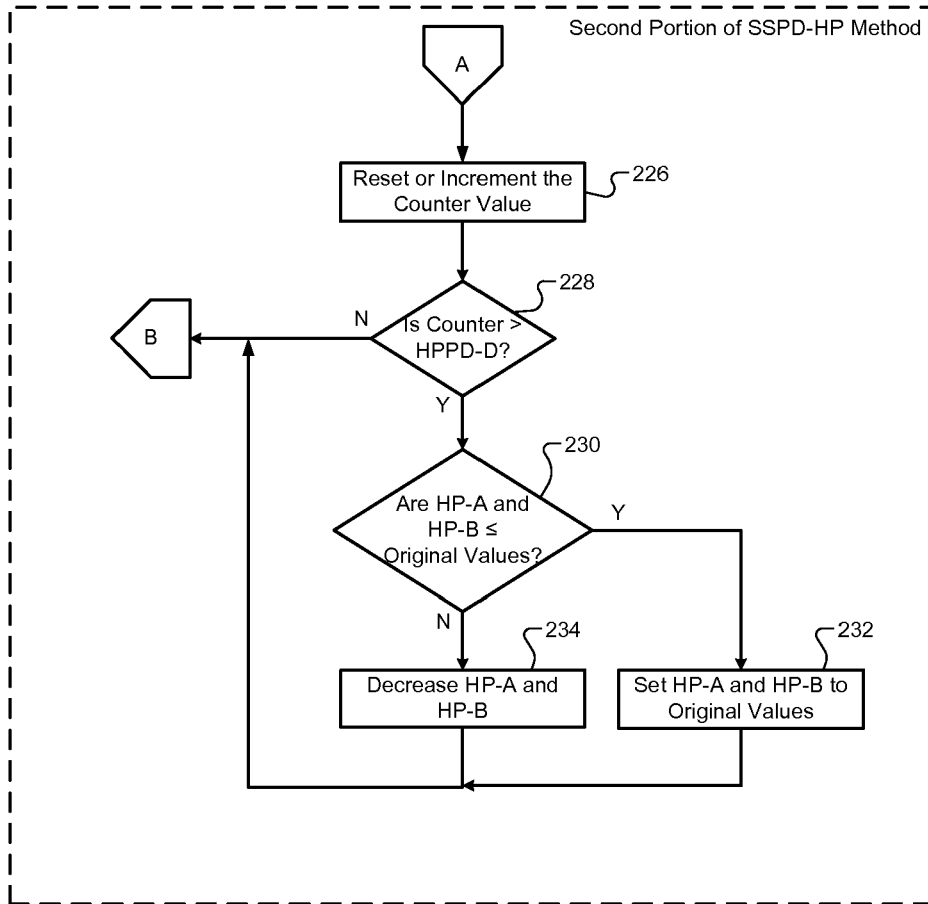 Second Portion of SSPD-HP Method
A
Reset or Increment the
Counter Value
226
228
N
Is Counter >
HPPD-D?
B
Y
230
Are HP-A and
HP-B ≤
Original Values?
Y
N
234
232
Decrease HP-A and
HP-B
Set HP-A and HP-B to
Original Values